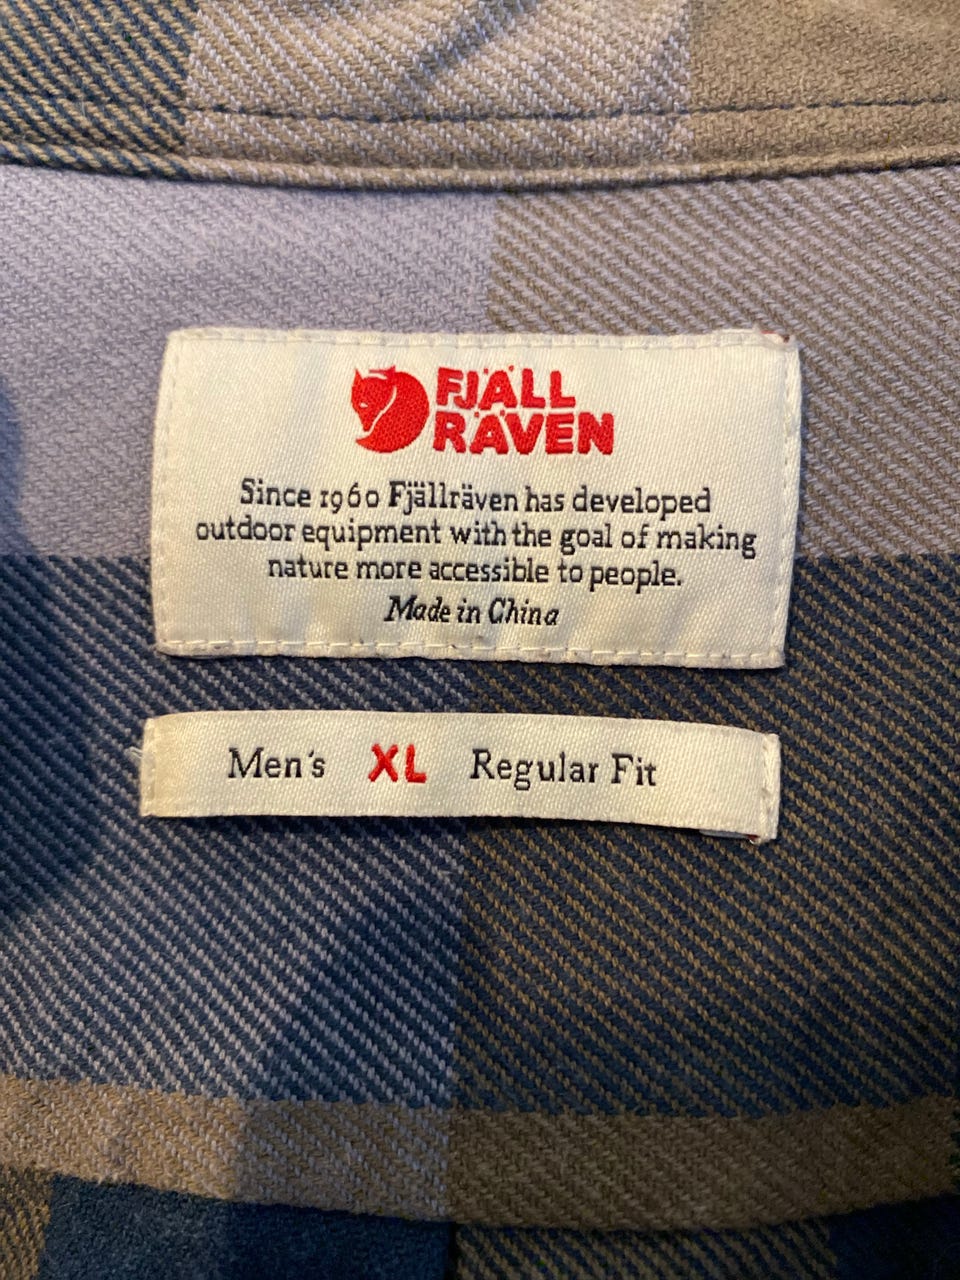 FJÄLL
RÄVEN
Since 1960 Fjällräven has developed
outdoor equipment with the goal of making
nature more accessible to people.
Made in China
Men's XL Regular Fit